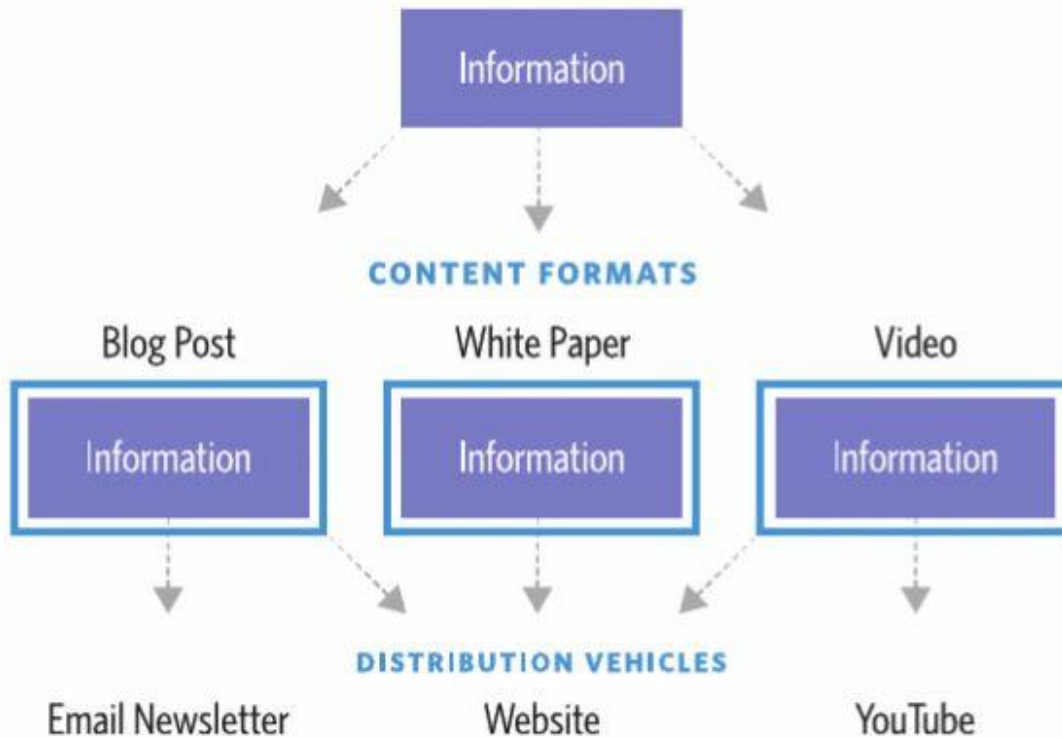 Information
CONTENT FORMATS
Blog Post White Paper Video
Information Information Information
DISTRIBUTION VEHICLES
Email Newsletter Website YouTube